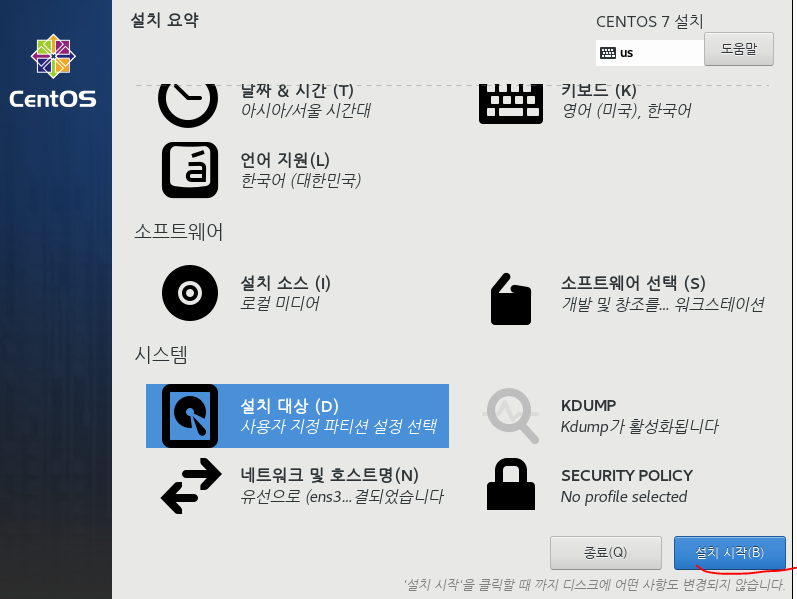 설치 요약
CENTOS 7 설치
us
도움말
CentOS
날짜 & 시간 (T)
아시아/서울 시간대
키보드 (K)
영어 (미국), 한국어
á
언어 지원(L)
한국어 (대한민국)
소프트웨어
설치 소스 (I)
로컬 미디어
소프트웨어 선택 (S)
개발 및 창조를... 워크스테이션
시스템
설치 대상 (D)
사용자 지정 파티션 설정 선택
KDUMP
Kdump가 활성화됩니다
네트워크 및 호스트명(N)
유선으로 (ens3...결되었습니다
SECURITY POLICY
No profile selected
종료(Q)
설치 시작(B)
'설치 시작'을 클릭할 때 까지 디스크에 어떤 사항도 변경되지 않습니다.